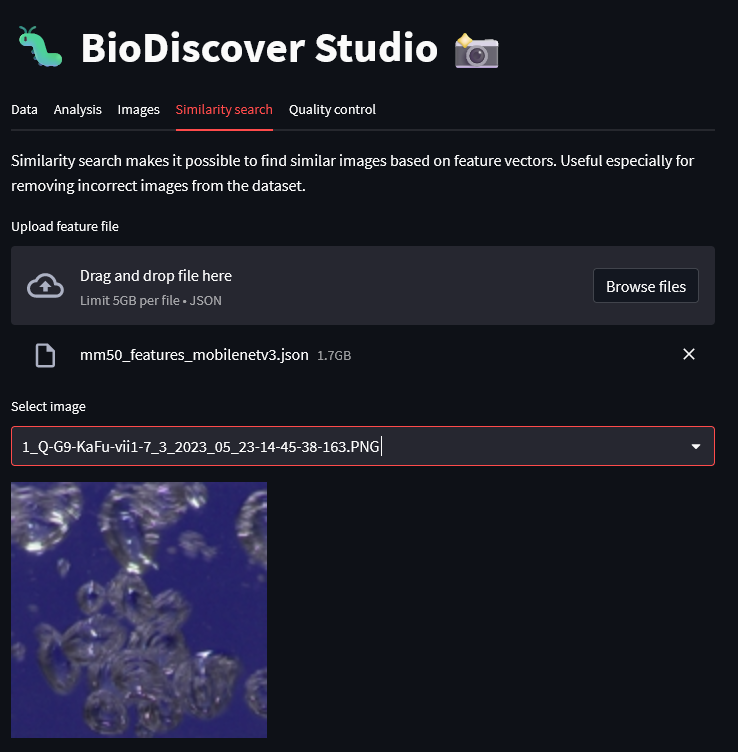 BioDiscover Studio
Data Analysis Images Similarity search Quality control
Similarity search makes it possible to find similar images based on feature vectors. Useful especially for
removing incorrect images from the dataset.
Upload feature file
Drag and drop file here
Limit 5GB per file • JSON
Browse files
mm50_features_mobilenetv3.json 1.7GB
Select image
1_Q-G9-KaFu-vii1-7_3_2023_05_23-14-45-38-163.PNG